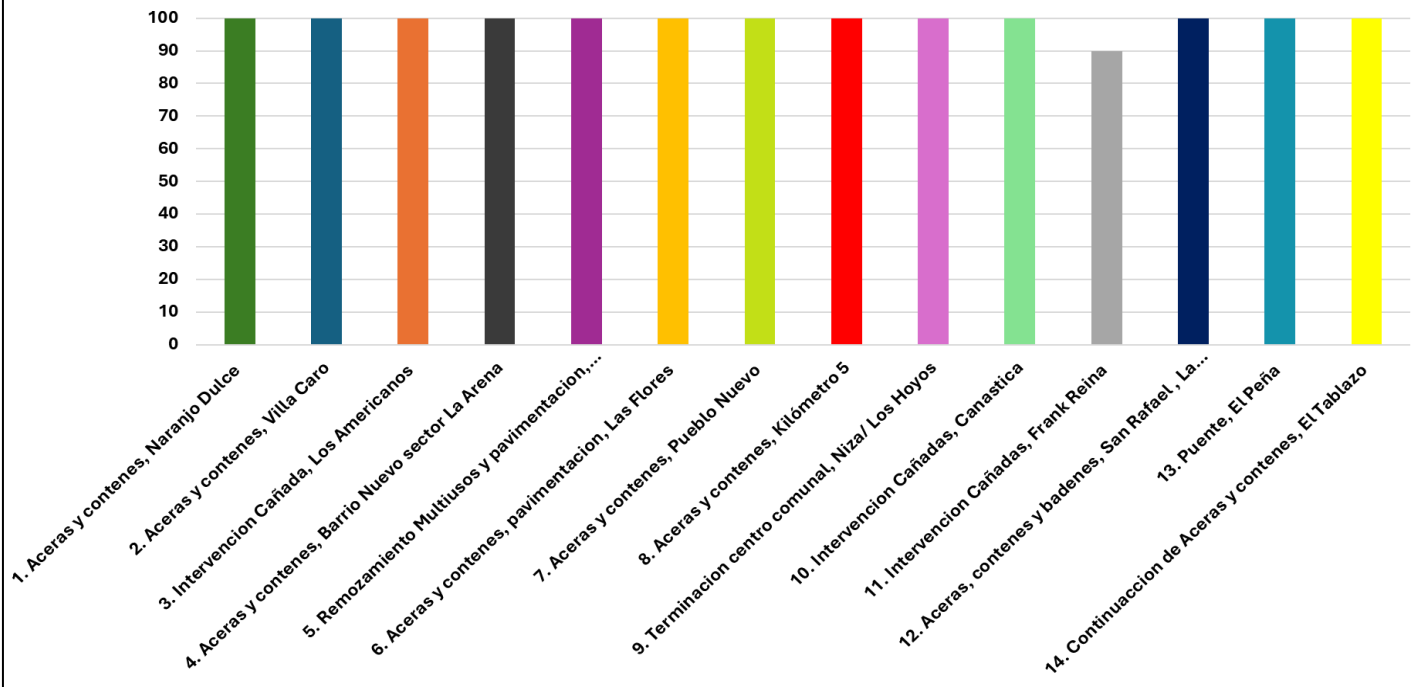 100
90
80
70
60
50
40
30
20
10
0
1. Aceras y contenes, Naranjo Dulce
2. Aceras y contenes, Villa Caro
3. Intervencion Cañada, Los Americanos
4. Aceras y contenes, Barrio Nuevo sector La Arena
5. Remozamiento Multiusos y pavimentacion,...
6. Aceras y contenes, pavimentacion, Las Flores
7. Aceras y contenes, Pueblo Nuevo
8. Aceras y contenes, Kilómetro 5
9. Terminacion centro comunal, Niza/ Los Hoyos
10. Intervencion Cañadas, Canastica
11. Intervencion Cañadas, Frank Reina
12. Aceras, contenes y badenes, San Rafael , La...
13. Puente, El Peña
14. Continuaccion de Aceras y contenes, El Tablazo